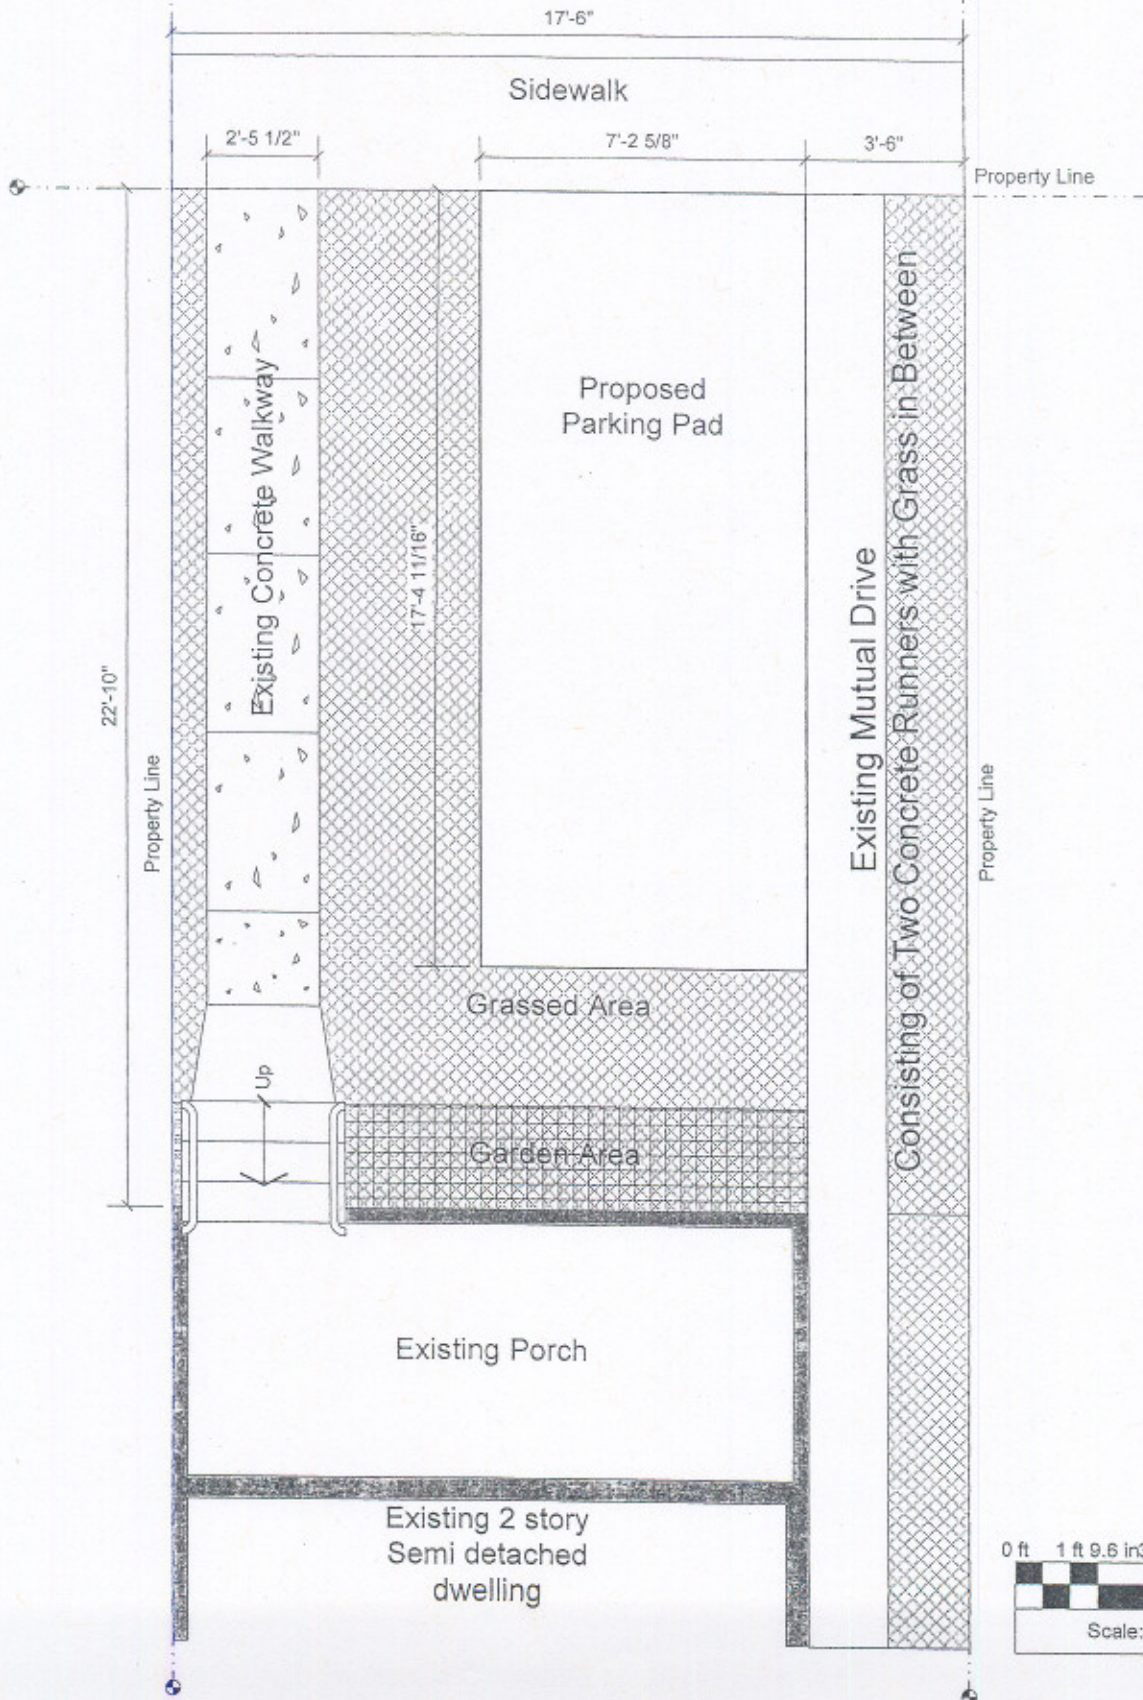 17'-6"
Sidewalk
2'-5 1/2"
7'-2 5/8"
3'-6"
Property Line
Existing Concrete Walkway
Proposed
Parking Pad
17'-4 11/16"
22'-10"
Property Line
Existing Mutual Drive
Consisting of Two Concrete Runners with Grass in Between
Property Line
Grassed Area
Up
Garden Area
Existing Porch
Existing 2 story
Semi detached
dwelling
0 ft 1 ft 9.6 in
Scale: